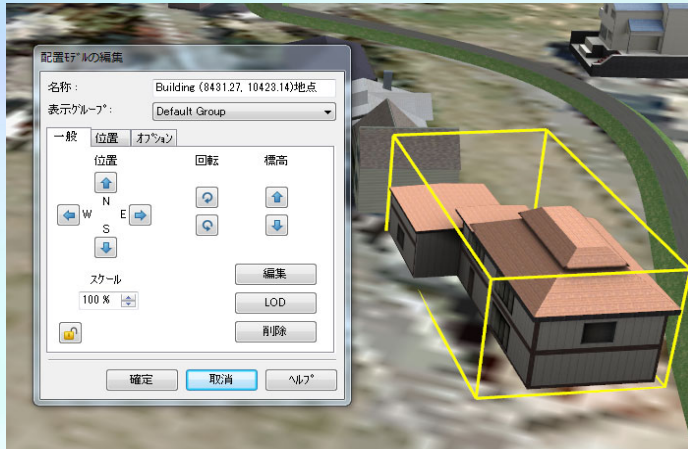 配置ﾓﾃﾞﾙの編集
名称 :
Building (8431.27, 10423.14)地点
表示ｸﾞﾙｰﾌﾟ :
Default Group
一般 位置 ｵﾌﾟｼｮﾝ
位置 回転 標高
N
W E
S
スケール
100 %
編集
LOD
削除
確定 取消 ﾍﾙﾌﾟ